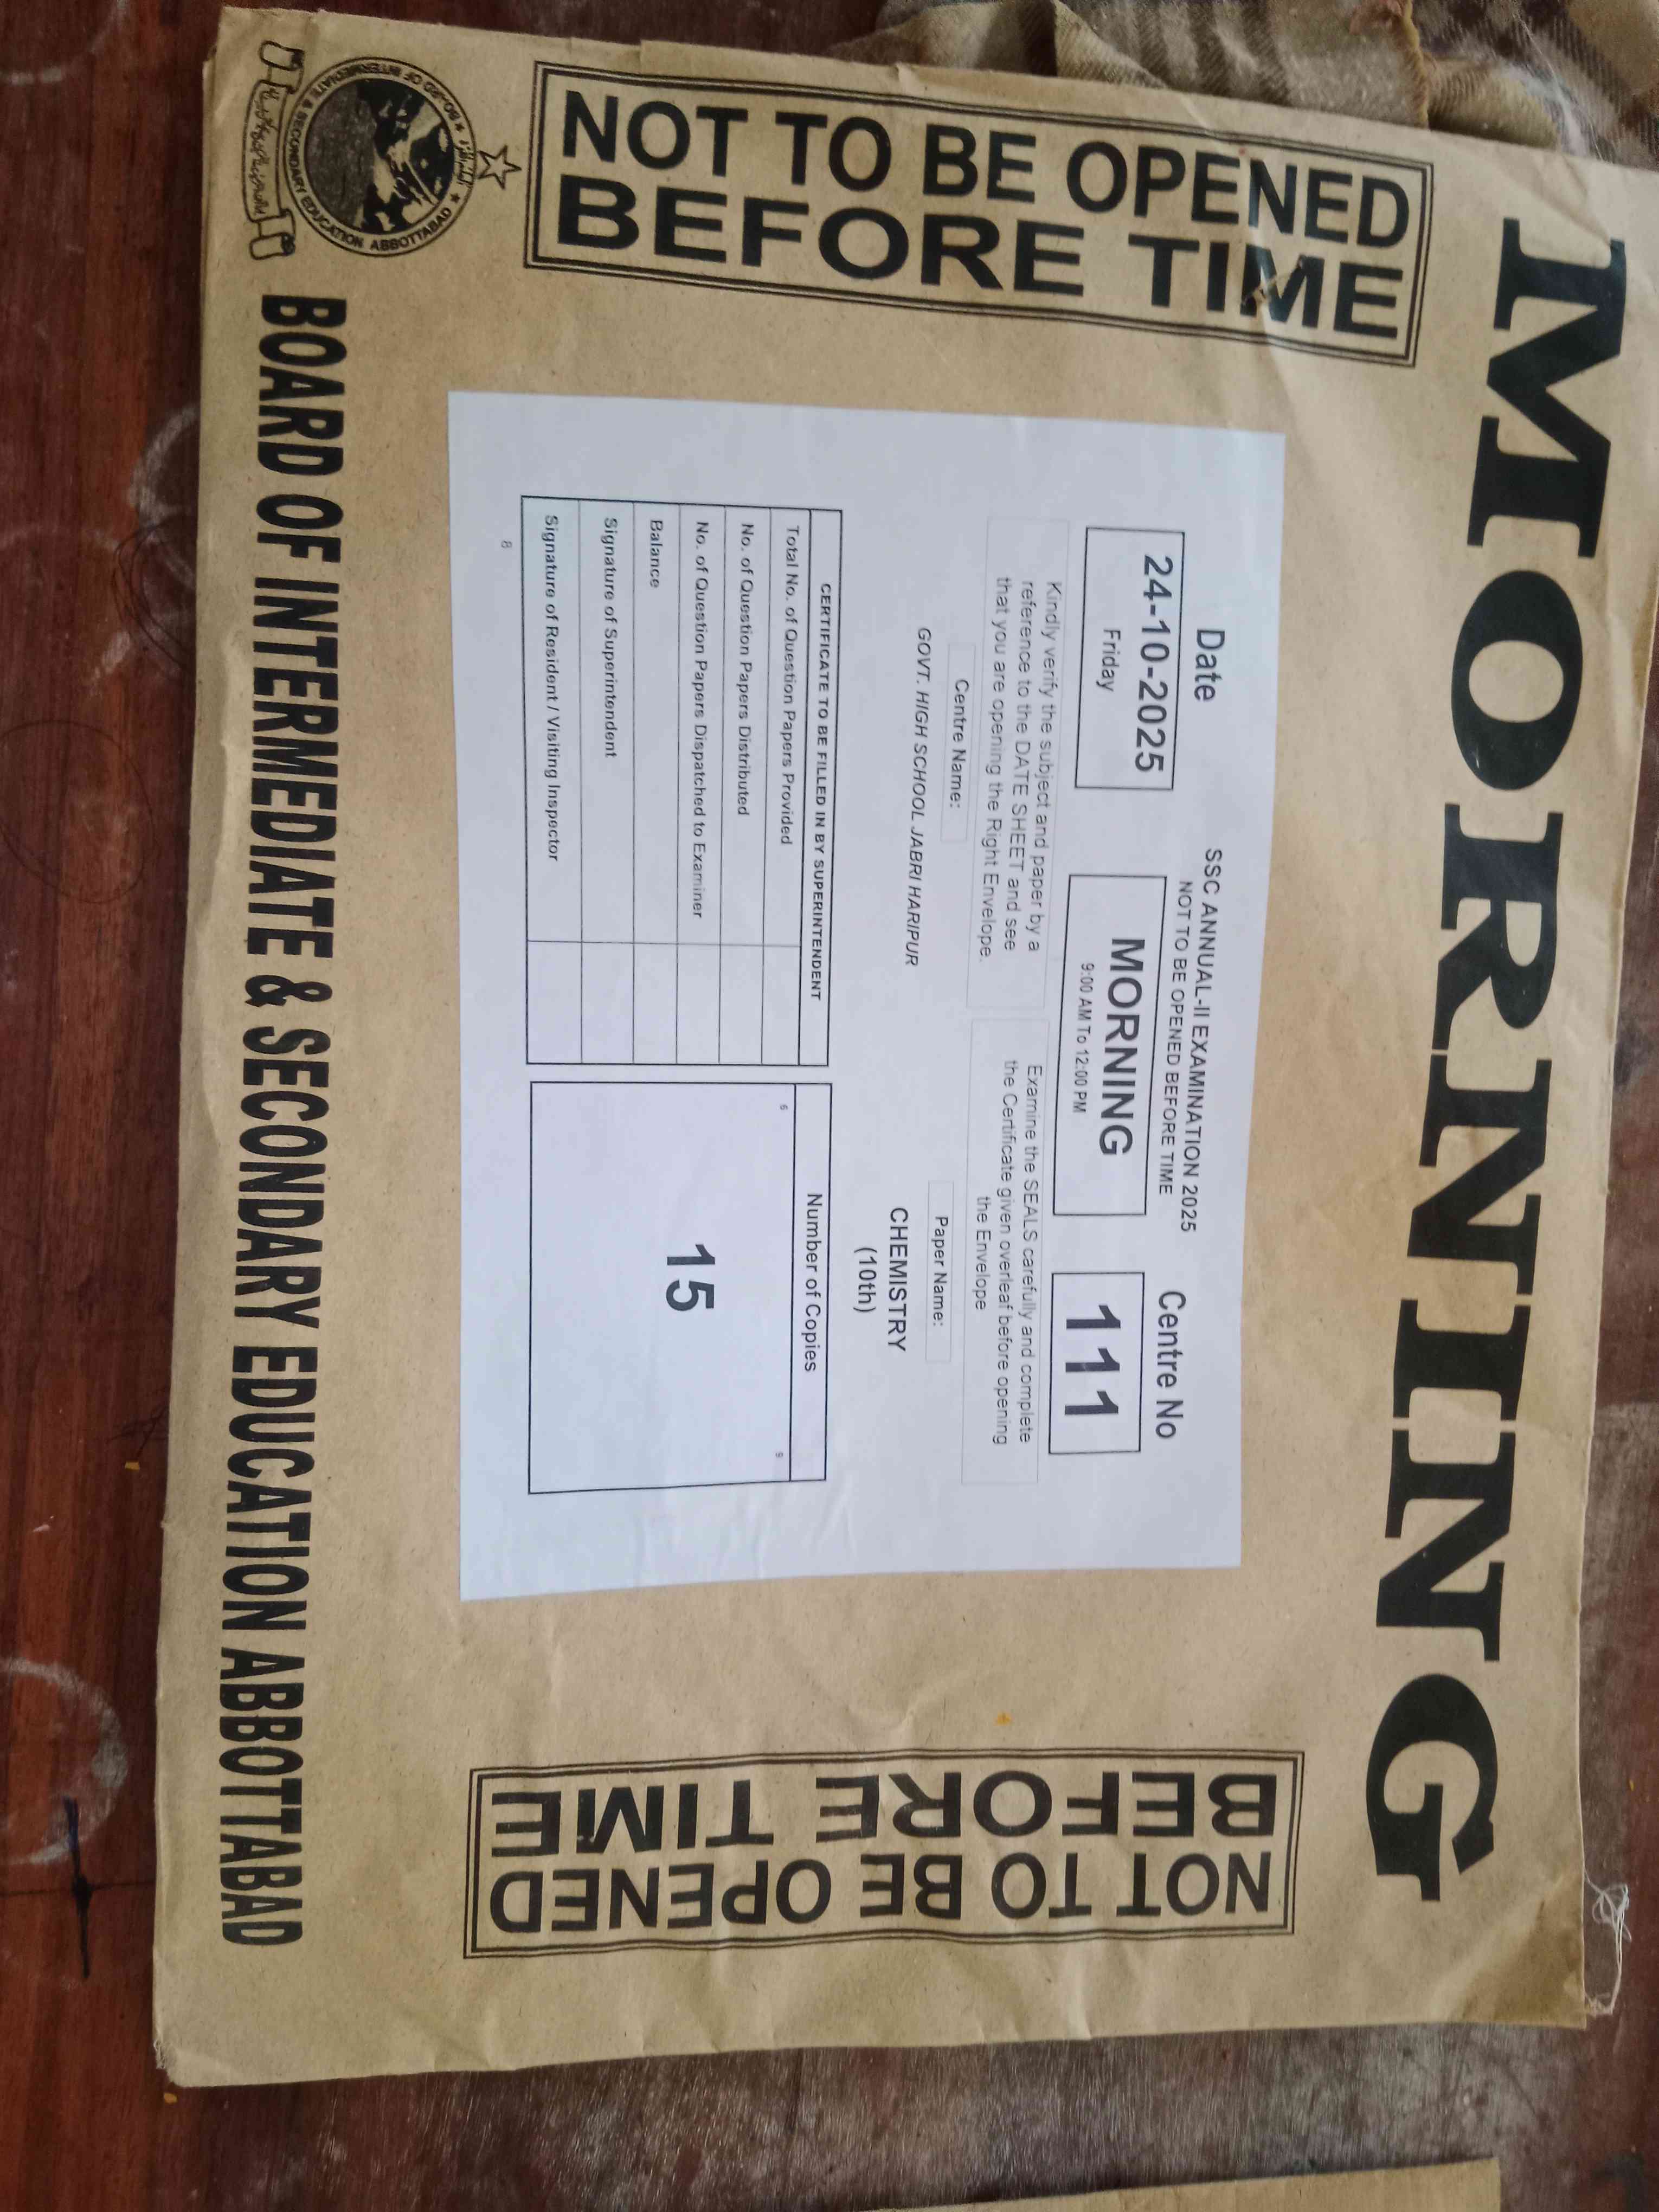 MORNING
NOT TO BE OPENED
BEFORE TIME
Date
24-10-2025
Friday
SSC ANNUAL-II EXAMINATION 2025
NOT TO BE OPENED BEFORE TIME
MORNING
9:00 AM To 12:00 PM
Centre No
111
Kindly verify the subject and paper by a
reference to the DATE SHEET and see
that you are opening the Right Envelope.
Examine the SEALS carefully and complete
the Certificate given overleaf before opening
the Envelope
Centre Name:
GOVT. HIGH SCHOOL JABRI HARIPUR
Paper Name:
CHEMISTRY
(10th)
CERTIFICATE TO BE FILLED IN BY SUPERINTENDENT
Total No. of Question Papers Provided
No. of Question Papers Distributed
No. of Question Papers Dispatched to Examiner
Balance
Signature of Superintendent
Signature of Resident / Visiting Inspector
8
Number of Copies
6
9
15
NOT TO BE OPENED
BEFORE TIME
BOARD OF INTERMEDIATE & SECONDARY EDUCATION ABBOTTABAD
BOARD OF INTERMEDIATE & SECONDARY EDUCATION ABBOTTABAD